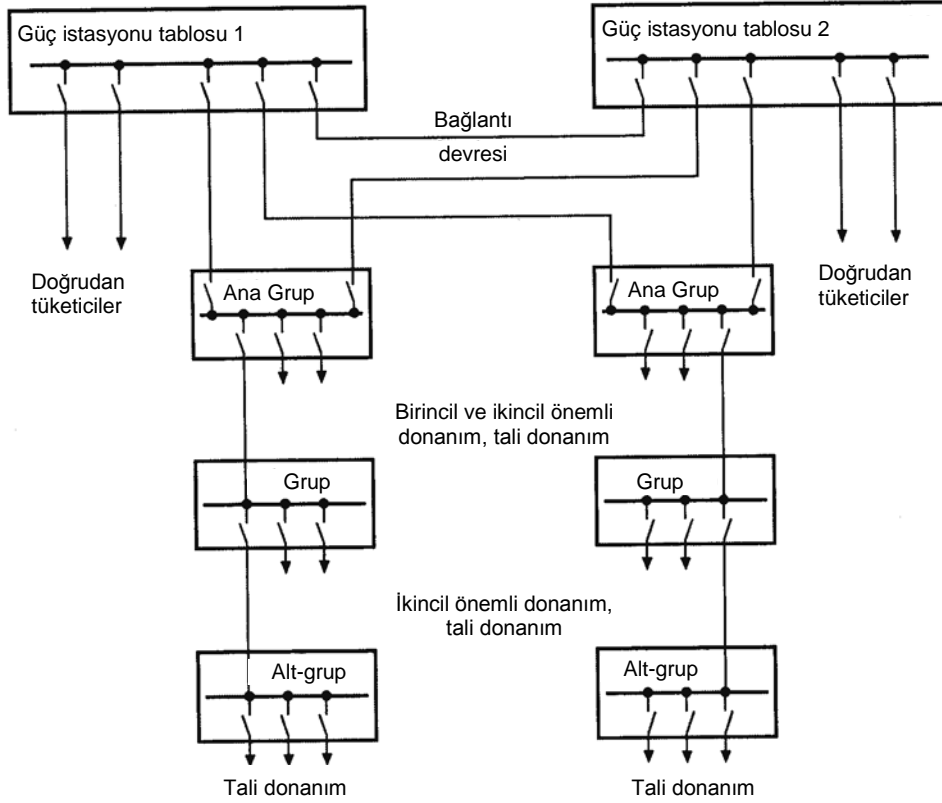 Güç istasyonu tablosu 1
Güç istasyonu tablosu 2
Bağlantı
devresi
Doğrudan
tüketiciler
Ana Grup
Ana Grup
Doğrudan
tüketiciler
Birincil ve ikincil önemli
donanım, tali donanım
Grup
Grup
İkincil önemli donanım,
tali donanım
Alt-grup
Alt-grup
Tali donanım
Tali donanım